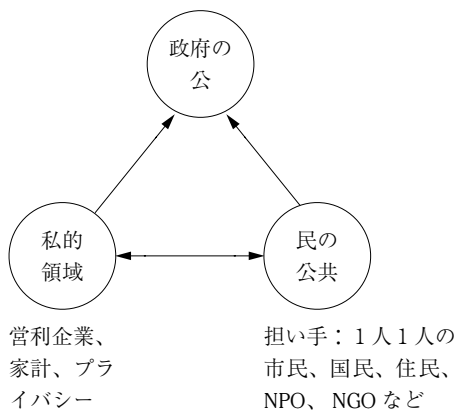 政府の
公
私的
領域
民の
公共
営利企業、
家計、プラ
イバシー
担い手：1人1人の
市民、国民、住民、
NPO、NGOなど